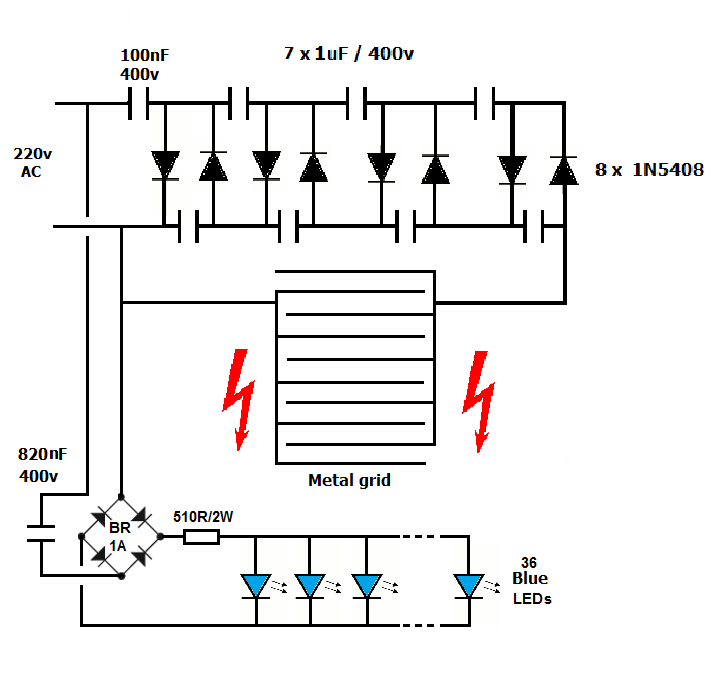 100nF
400v
7 x 1uF / 400v
220v
AC
8 x 1N5408
Metal grid
820nF
400v
BR
1A
510R/2W
36
Blue
LEDs